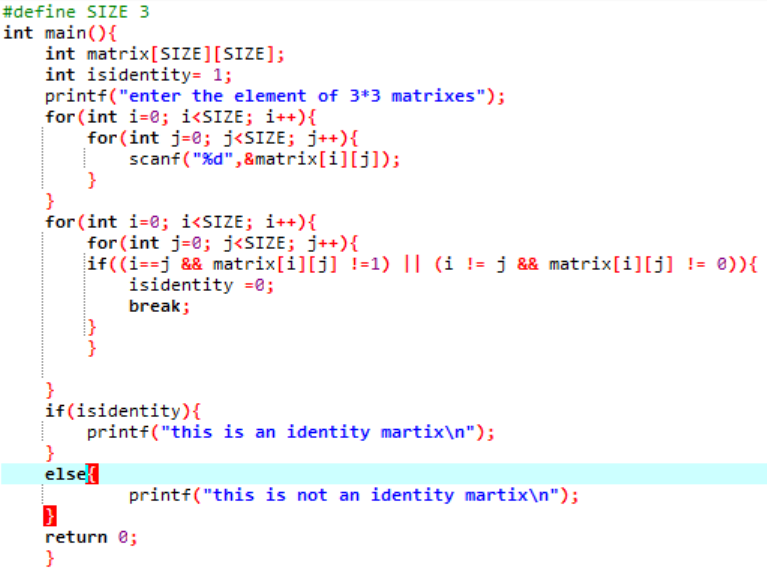 #define SIZE 3
int main(){
    int matrix[SIZE][SIZE];
    int isidentity= 1;
    printf("enter the element of 3*3 matrixes");
    for(int i=0; i<SIZE; i++){
        for(int j=0; j<SIZE; j++){
            scanf("%d",&matrix[i][j]);
        }
    }
    for(int i=0; i<SIZE; i++){
        for(int j=0; j<SIZE; j++){
        if((i==j && matrix[i][j] !=1) || (i != j && matrix[i][j] != 0)){
            isidentity =0;
            break;
        }
        }
    }
    if(isidentity){
        printf("this is an identity martix\n");
    }
    else{
            printf("this is not an identity martix\n");
    }
    return 0;
    }